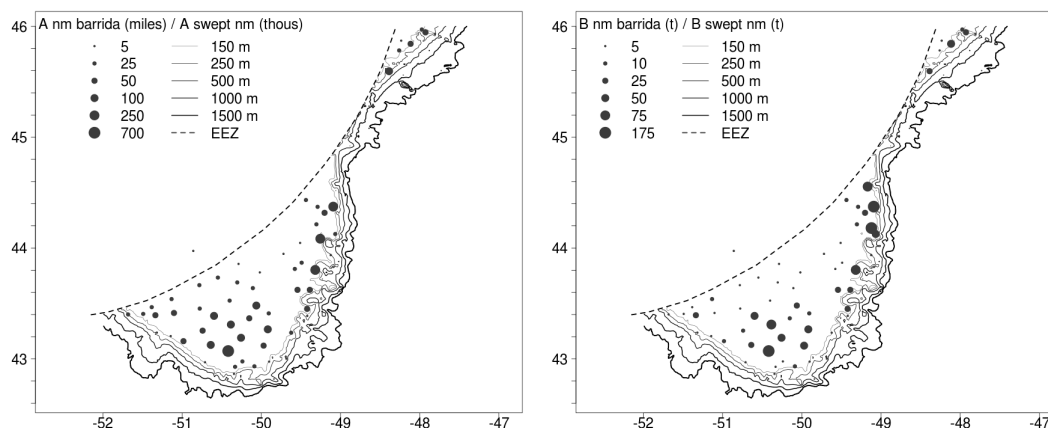 A nm barrida (miles) / A swept nm (thous)
5 150 m
25 250 m
50 500 m
100 1000 m
250 1500 m
700 EEZ
46
45
44
43
-52 -51 -50 -49 -48 -47
B nm barrida (t) / B swept nm (t)
5 150 m
10 250 m
25 500 m
50 1000 m
75 1500 m
175 EEZ
46
45
44
43
-52 -51 -50 -49 -48 -47